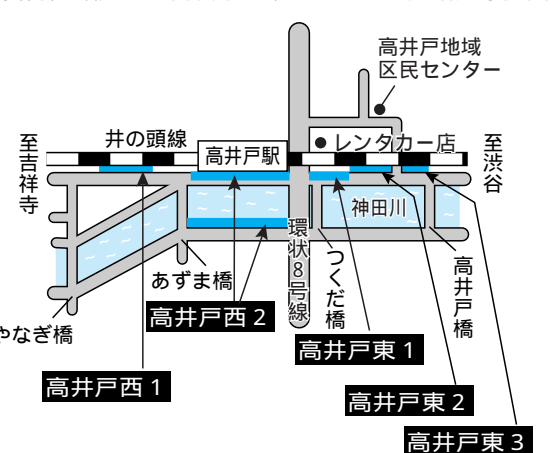 高井戸地域
区民センター
至吉祥寺
井の頭線
高井戸駅
レンタカー店
至渋谷
神田川
環状8号線
あずま橋
つくだ橋
高井戸橋
やなぎ橋
高井戸西2
高井戸東1
高井戸西1
高井戸東2
高井戸東3